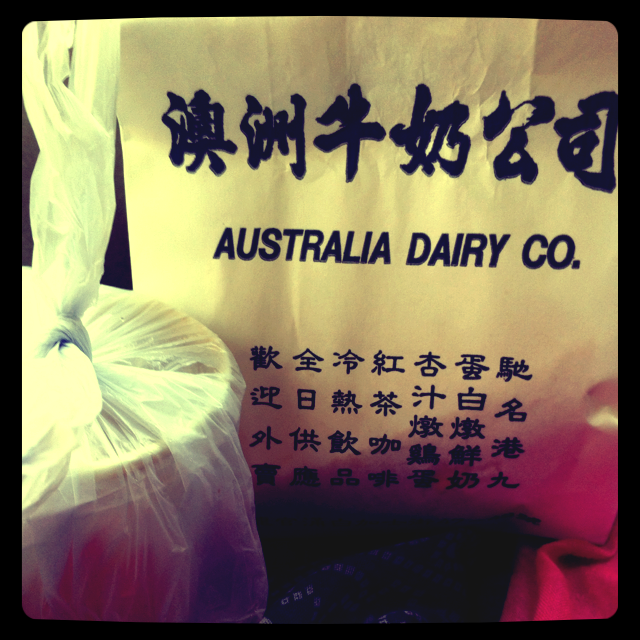 澳洲牛奶公司
AUSTRALIA DAIRY CO.
馳名港九
蛋白燉鮮奶
杏汁燉鷄蛋
紅茶咖啡
冷熱飲品
全日供應
歡迎外賣